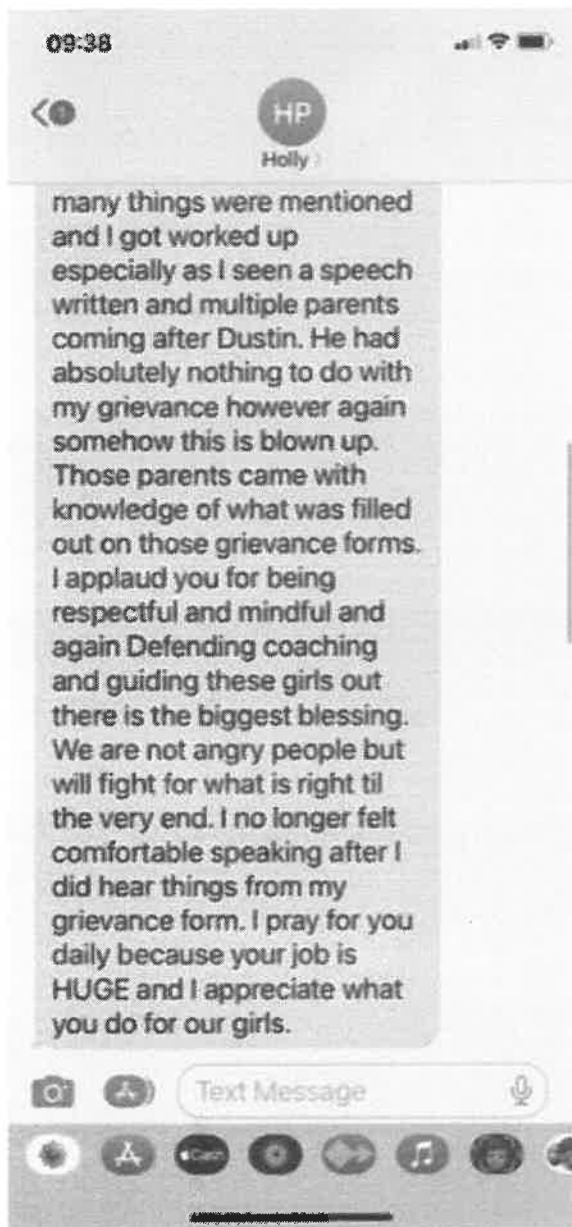 09:38
HP
Holly
many things were mentioned
and I got worked up
especially as I seen a speech
written and multiple parents
coming after Dustin. He had
absolutely nothing to do with
my grievance however again
somehow this is blown up.
Those parents came with
knowledge of what was filled
out on those grievance forms.
I applaud you for being
respectful and mindful and
again Defending coaching
and guiding these girls out
there is the biggest blessing.
We are not angry people but
will fight for what is right til
the very end. I no longer felt
comfortable speaking after I
did hear things from my
grievance form. I pray for you
daily because your job is
HUGE and I appreciate what
you do for our girls.
Text Message
Cash